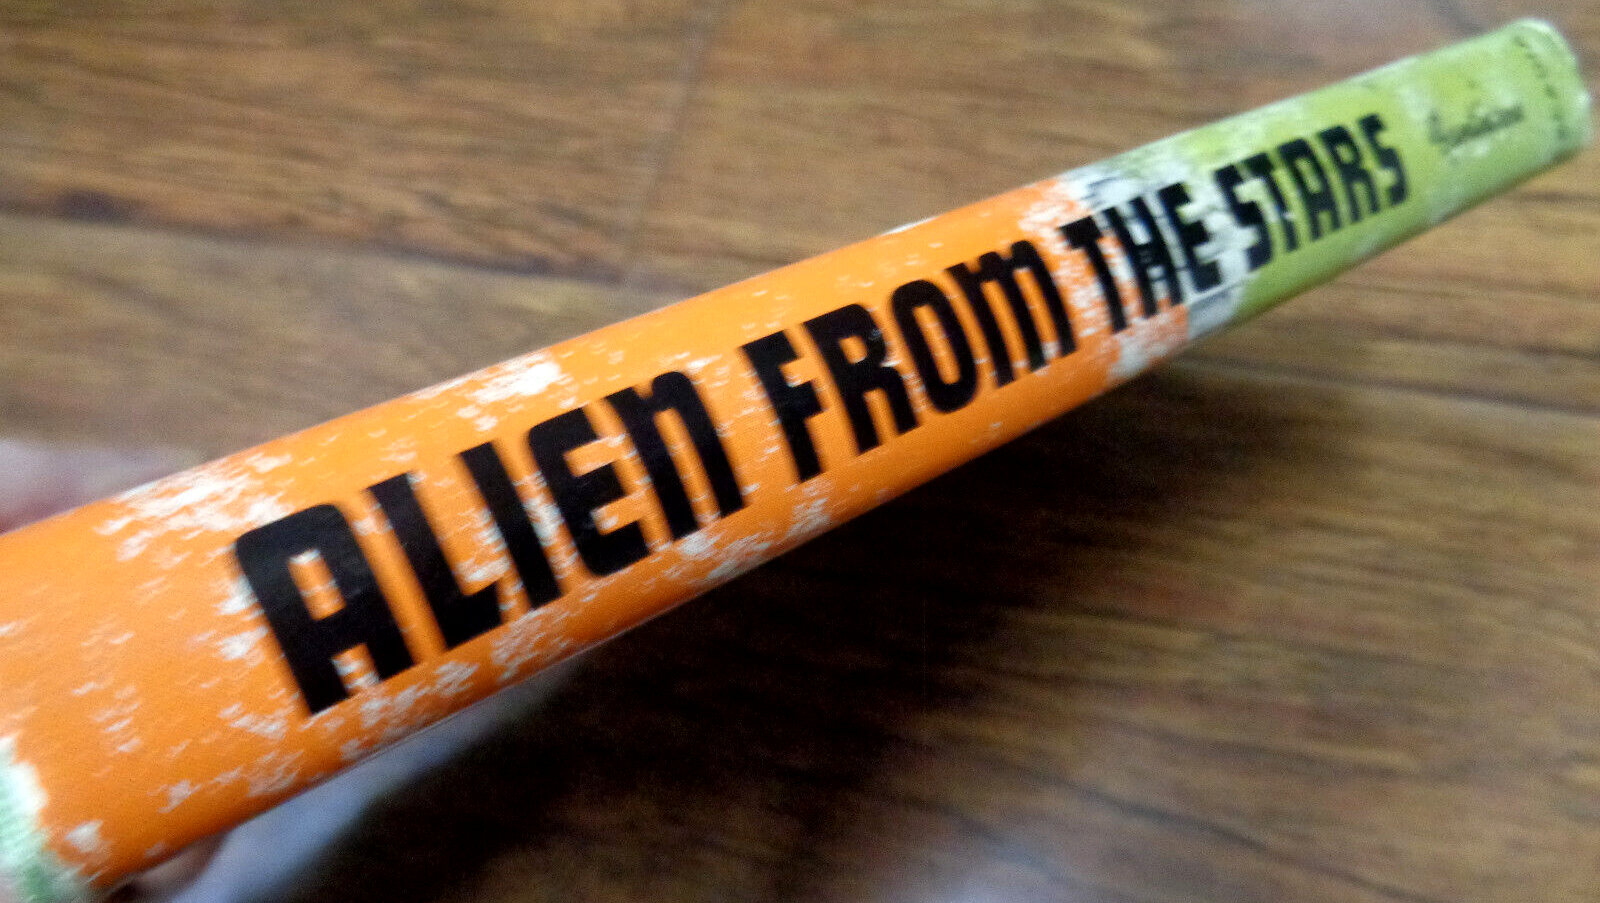 ALIEN FROM THE STARS